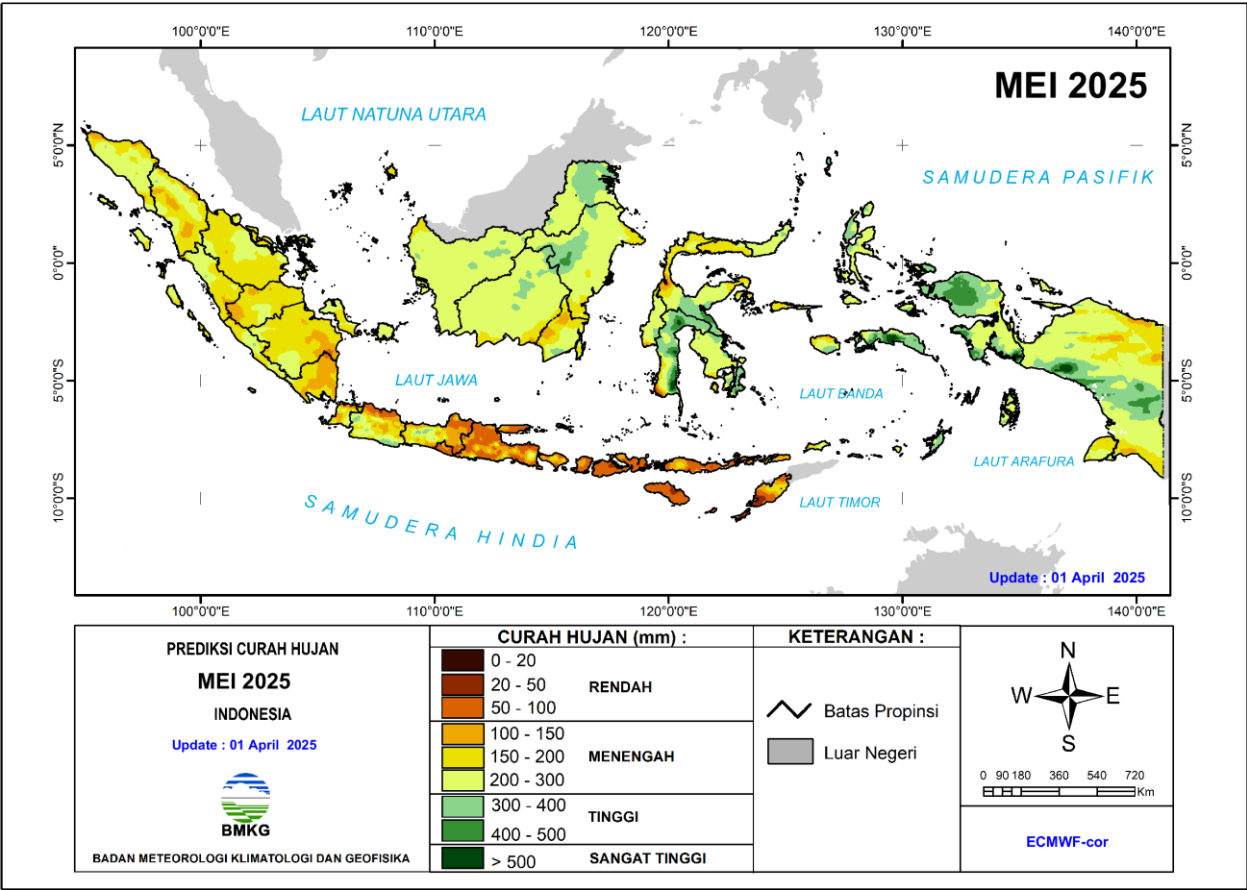 100°0'0"E 110°0'0"E 120°0'0"E 130°0'0"E 140°0'0"E
MEI 2025
LAUT NATUNA UTARA
5°0'0"N 5°0'0"N
SAMUDERA PASIFIK
0°0'0" 0°0'0"
5°0'0"S 5°0'0"S
LAUT JAWA
LAUT BANDA
LAUT ARAFURA
10°0'0"S 10°0'0"S
SAMUDERA HINDIA
LAUT TIMOR
Update : 01 April 2025
100°0'0"E 110°0'0"E 120°0'0"E 130°0'0"E 140°0'0"E
PREDIKSI CURAH HUJAN
MEI 2025
INDONESIA
Update : 01 April 2025
BMKG
BADAN METEOROLOGI KLIMATOLOGI DAN GEOFISIKA
CURAH HUJAN (mm) :
0 - 20
20 - 50
RENDAH
50 - 100
100 - 150
150 - 200
MENENGAH
200 - 300
300 - 400
TINGGI
400 - 500
> 500
SANGAT TINGGI
KETERANGAN :
Batas Propinsi
Luar Negeri
N
W E
S
0 90 180 360 540 720
Km
ECMWF-cor